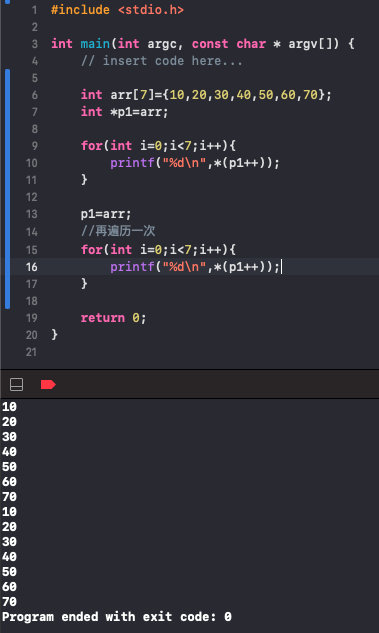 1 #include <stdio.h>
2
3 int main(int argc, const char * argv[]) {
4     // insert code here...
5
6     int arr[7]={10,20,30,40,50,60,70};
7     int *p1=arr;
8
9     for(int i=0;i<7;i++){
10         printf("%d\n",*(p1++));
11     }
12
13     p1=arr;
14     //再遍历一次
15     for(int i=0;i<7;i++){
16         printf("%d\n",*(p1++));
17     }
18
19     return 0;
20 }
21
10
20
30
40
50
60
70
10
20
30
40
50
60
70
Program ended with exit code: 0